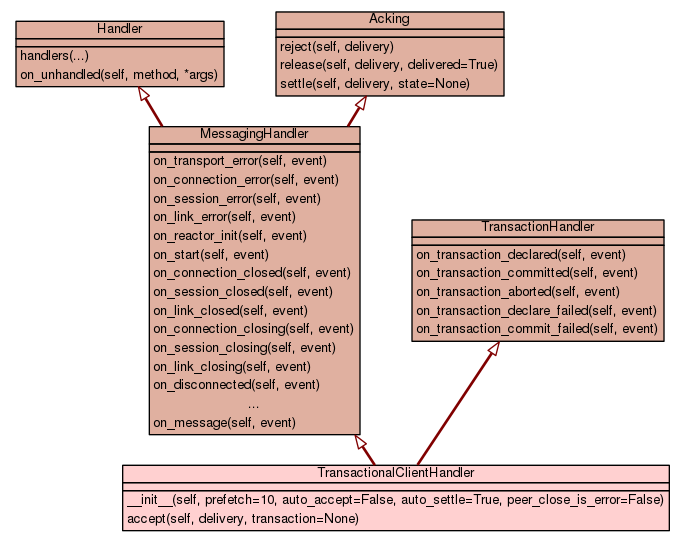 Handler
handlers(...)
on_unhandled(self, method, *args)
Acking
reject(self, delivery)
release(self, delivery, delivered=True)
settle(self, delivery, state=None)
MessagingHandler
on_transport_error(self, event)
on_connection_error(self, event)
on_session_error(self, event)
on_link_error(self, event)
on_reactor_init(self, event)
on_start(self, event)
on_connection_closed(self, event)
on_session_closed(self, event)
on_link_closed(self, event)
on_connection_closing(self, event)
on_session_closing(self, event)
on_link_closing(self, event)
on_disconnected(self, event)
...
on_message(self, event)
TransactionHandler
on_transaction_declared(self, event)
on_transaction_committed(self, event)
on_transaction_aborted(self, event)
on_transaction_declare_failed(self, event)
on_transaction_commit_failed(self, event)
TransactionalClientHandler
__init__(self, prefetch=10, auto_accept=False, auto_settle=True, peer_close_is_error=False)
accept(self, delivery, transaction=None)